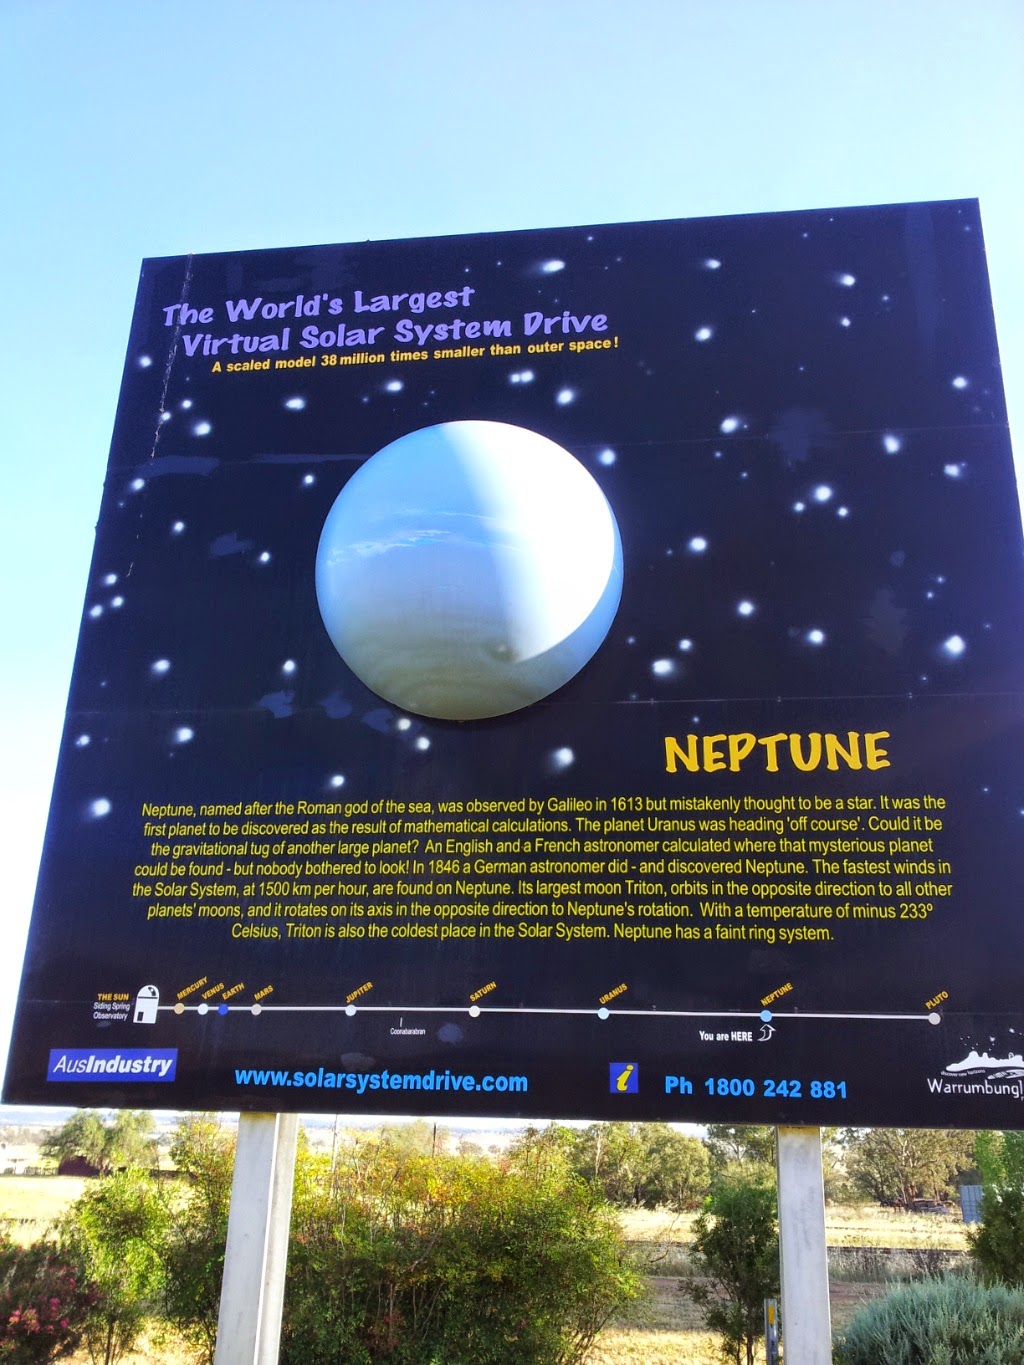 The World's Largest
Virtual Solar System Drive
A scaled model 38 million times smaller than outer space!
NEPTUNE
Neptune, named after the Roman god of the sea, was observed by Galileo in 1613 but mistakenly thought to be a star. It was the
first planet to be discovered as the result of mathematical calculations. The planet Uranus was heading 'off course'. Could it be
the gravitational tug of another large planet? An English and a French astronomer calculated where that mysterious planet
could be found - but nobody bothered to look! In 1846 a German astronomer did - and discovered Neptune. The fastest winds in
the Solar System, at 1500 km per hour, are found on Neptune. Its largest moon Triton, orbits in the opposite direction to all other
planets' moons, and it rotates on its axis in the opposite direction to Neptune's rotation. With a temperature of minus 233º
Celsius, Triton is also the coldest place in the Solar System. Neptune has a faint ring system.
THE SUN
Siding Spring
Observatory
MERCURY
VENUS
EARTH
MARS
JUPITER
SATURN
URANUS
NEPTUNE
PLUTO
Coonabarabran
You are HERE
AusIndustry
www.solarsystemdrive.com
i
Ph 1800 242 881
discover new horizons
Warrumbungl